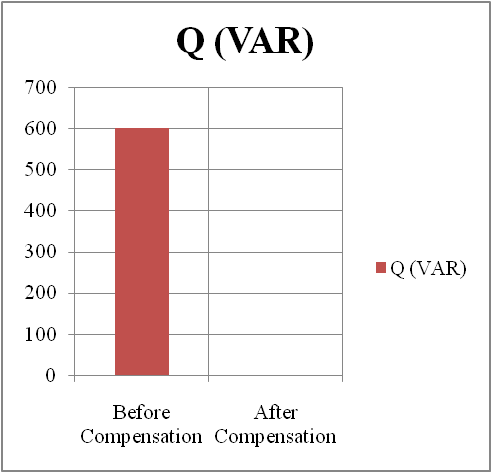 Q (VAR)
700
600
500
400
300
200
100
0
Before
Compensation
After
Compensation
Q (VAR)